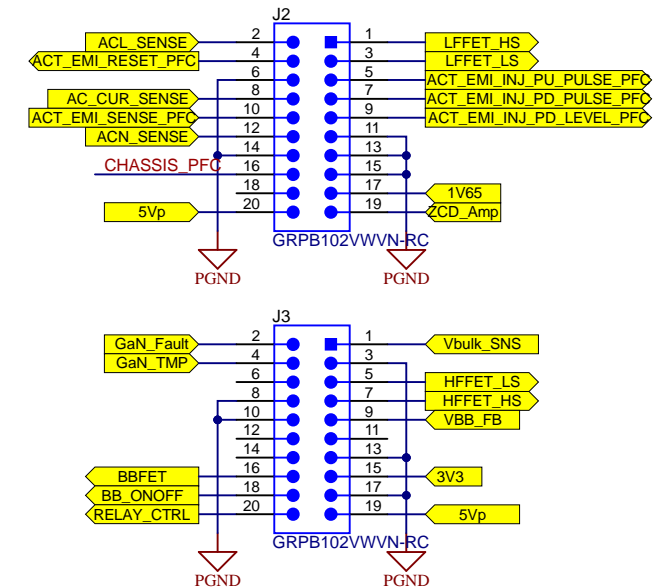 J2
ACL_SENSE 2 1 LFFET_HS
ACT_EMI_RESET_PFC 4 3 LFFET_LS
6 5 ACT_EMI_INJ_PU_PULSE_PFC
AC_CUR_SENSE 8 7 ACT_EMI_INJ_PD_PULSE_PFC
ACT_EMI_SENSE_PFC 10 9 ACT_EMI_INJ_PD_LEVEL_PFC
ACN_SENSE 12 11
14 13
CHASSIS_PFC 16 15
18 17 1V65
5Vp 20 19 ZCD_Amp
GRPB102VWVN-RC
PGND PGND
J3
GaN_Fault 2 1 Vbulk_SNS
GaN_TMP 4 3
6 5 HFFET_LS
8 7 HFFET_HS
10 9 VBB_FB
12 11
14 13
BBFET 16 15 3V3
BB_ONOFF 18 17
RELAY_CTRL 20 19 5Vp
GRPB102VWVN-RC
PGND PGND